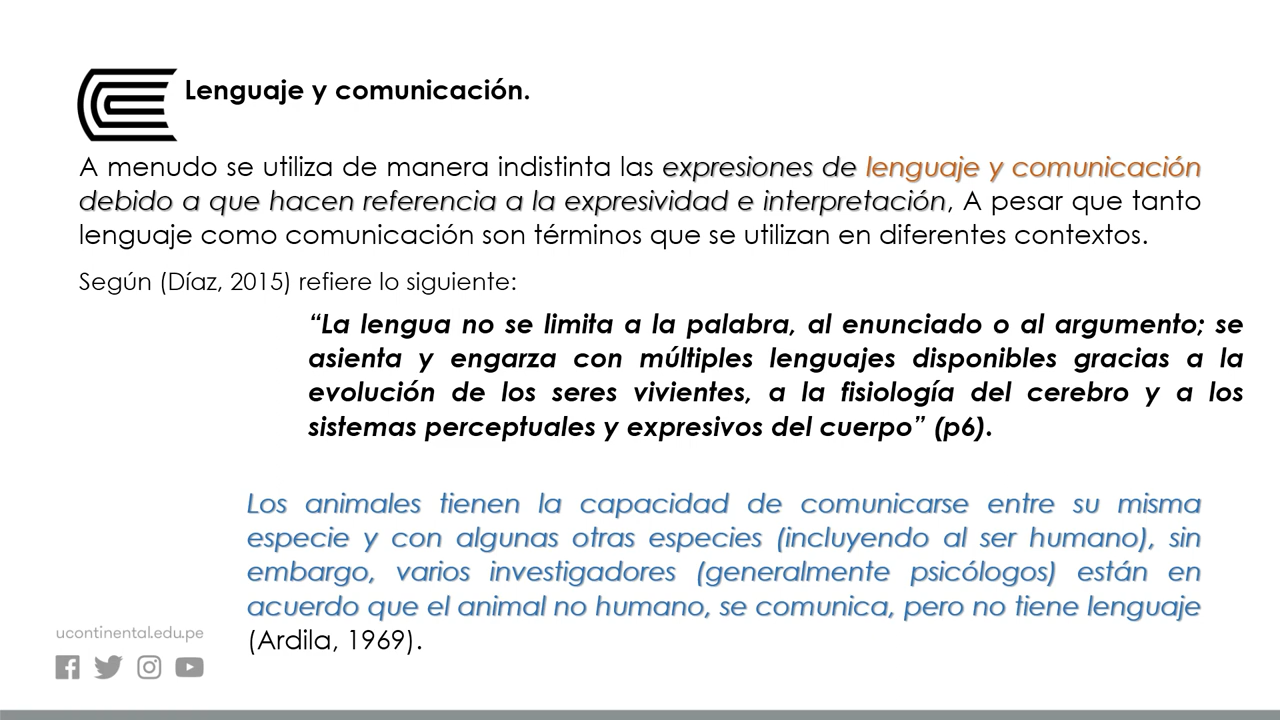 Lenguaje y comunicación.
A menudo se utiliza de manera indistinta las expresiones de lenguaje y comunicación
debido a que hacen referencia a la expresividad e interpretación, A pesar que tanto
lenguaje como comunicación son términos que se utilizan en diferentes contextos.
Según (Díaz, 2015) refiere lo siguiente:
“La lengua no se limita a la palabra, al enunciado o al argumento; se
asienta y engarza con múltiples lenguajes disponibles gracias a la
evolución de los seres vivientes, a la fisiología del cerebro y a los
sistemas perceptuales y expresivos del cuerpo” (p6).
Los animales tienen la capacidad de comunicarse entre su misma
especie y con algunas otras especies (incluyendo al ser humano), sin
embargo, varios investigadores (generalmente psicólogos) están en
acuerdo que el animal no humano, se comunica, pero no tiene lenguaje
(Ardila, 1969).
ucontinental.edu.pe